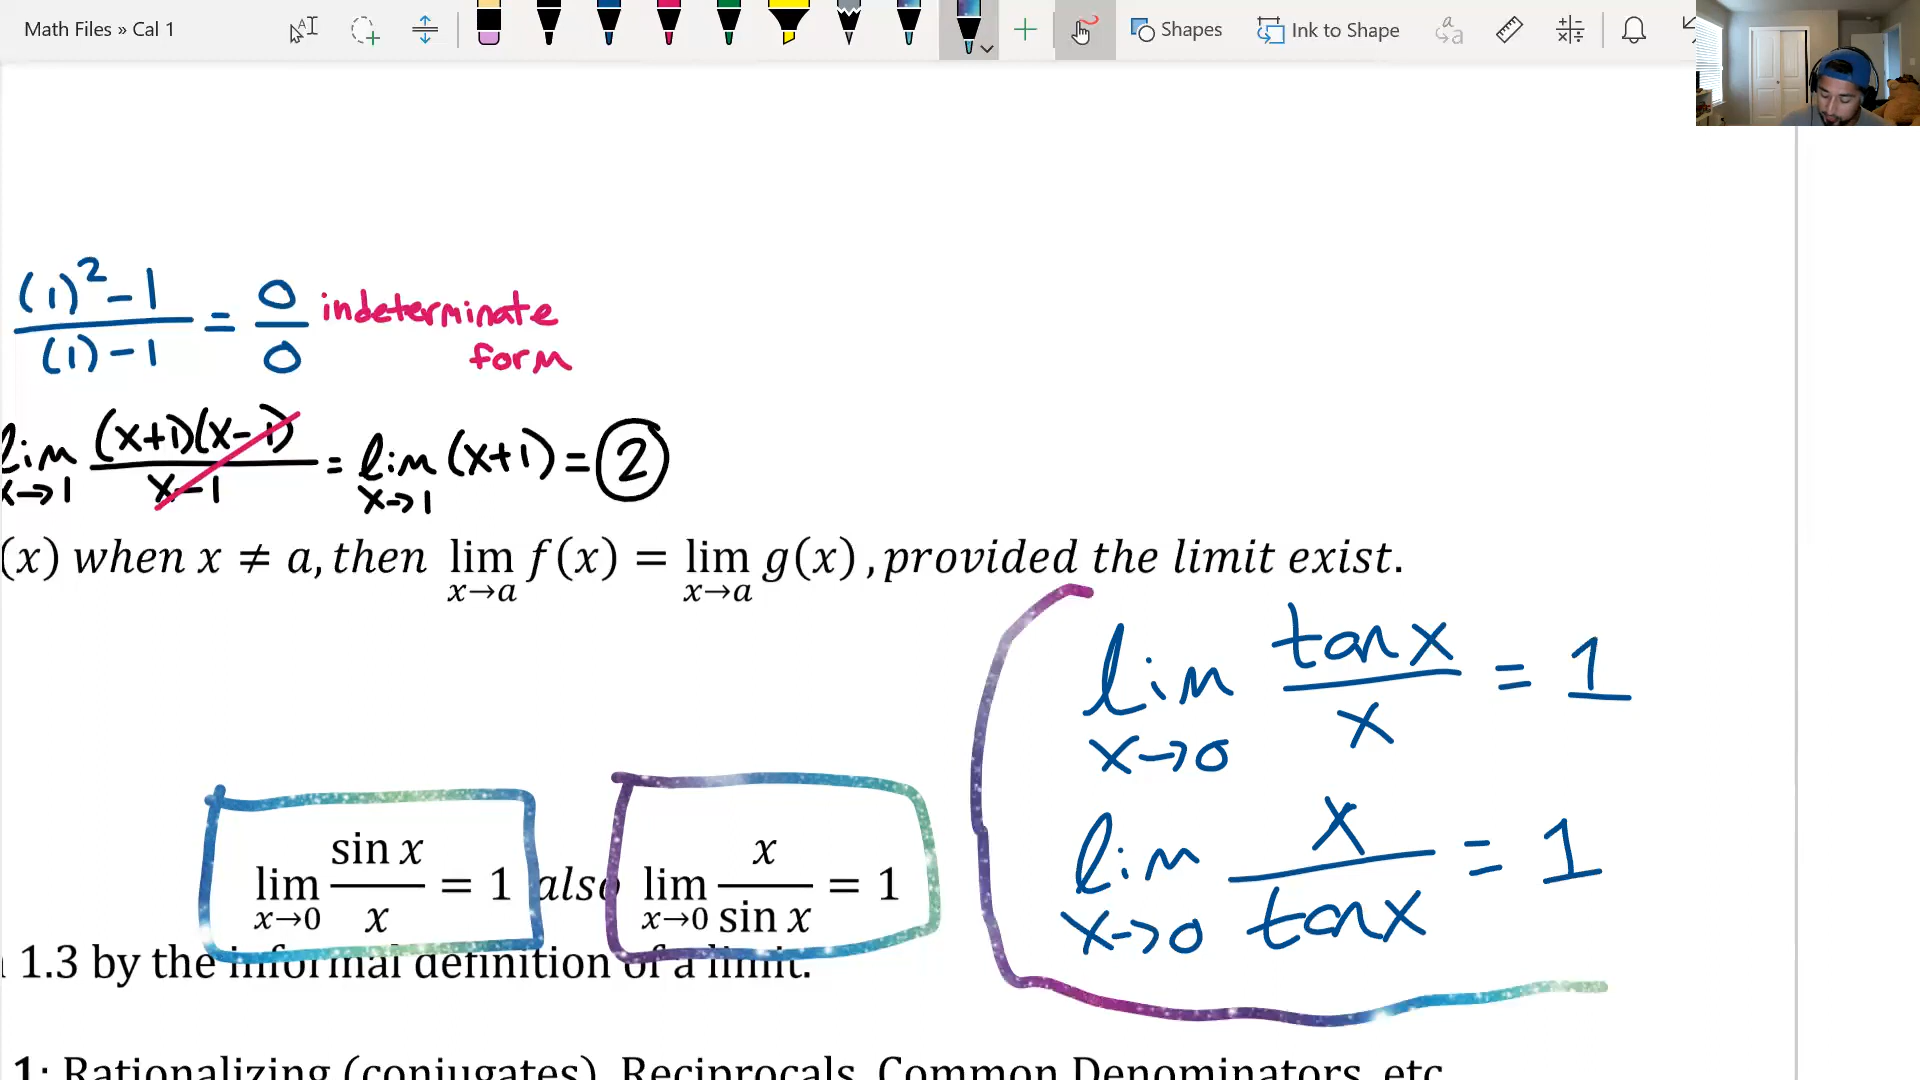 Math Files » Cal 1
Shapes
Ink to Shape
(1)² - 1 / (1) - 1 = 0 / 0 indeterminate form
lim x→1 (x+1)(x-1) / x-1 = lim x→1 (x+1) = 2
(x) when x ≠ a, then lim x→a f(x) = lim x→a g(x), provided the limit exist.
lim x→0 tanx / x = 1
lim x→0 x / tanx = 1
lim x→0 sin x / x = 1 also lim x→0 x / sin x = 1
1.3 by the informal definition of a limit.
1: Rationalizing (conjugates), Reciprocals, Common Denominators, etc